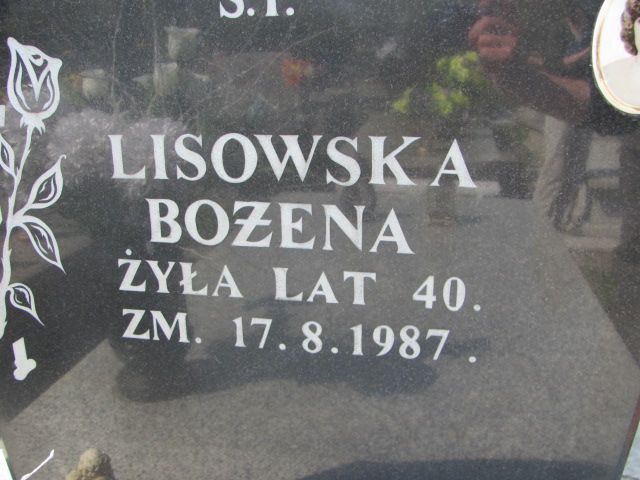 Ś.P.
LISOWSKA
BOŻENA
ŻYŁA LAT 40.
ZM. 17.8.1987.